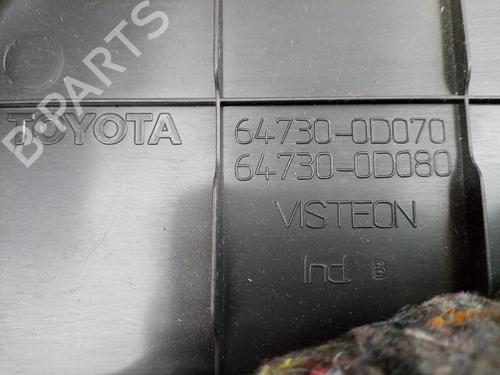 B-PARTS
TOYOTA
64730-0D070
64730-0D080
VISTEON
Ind. B